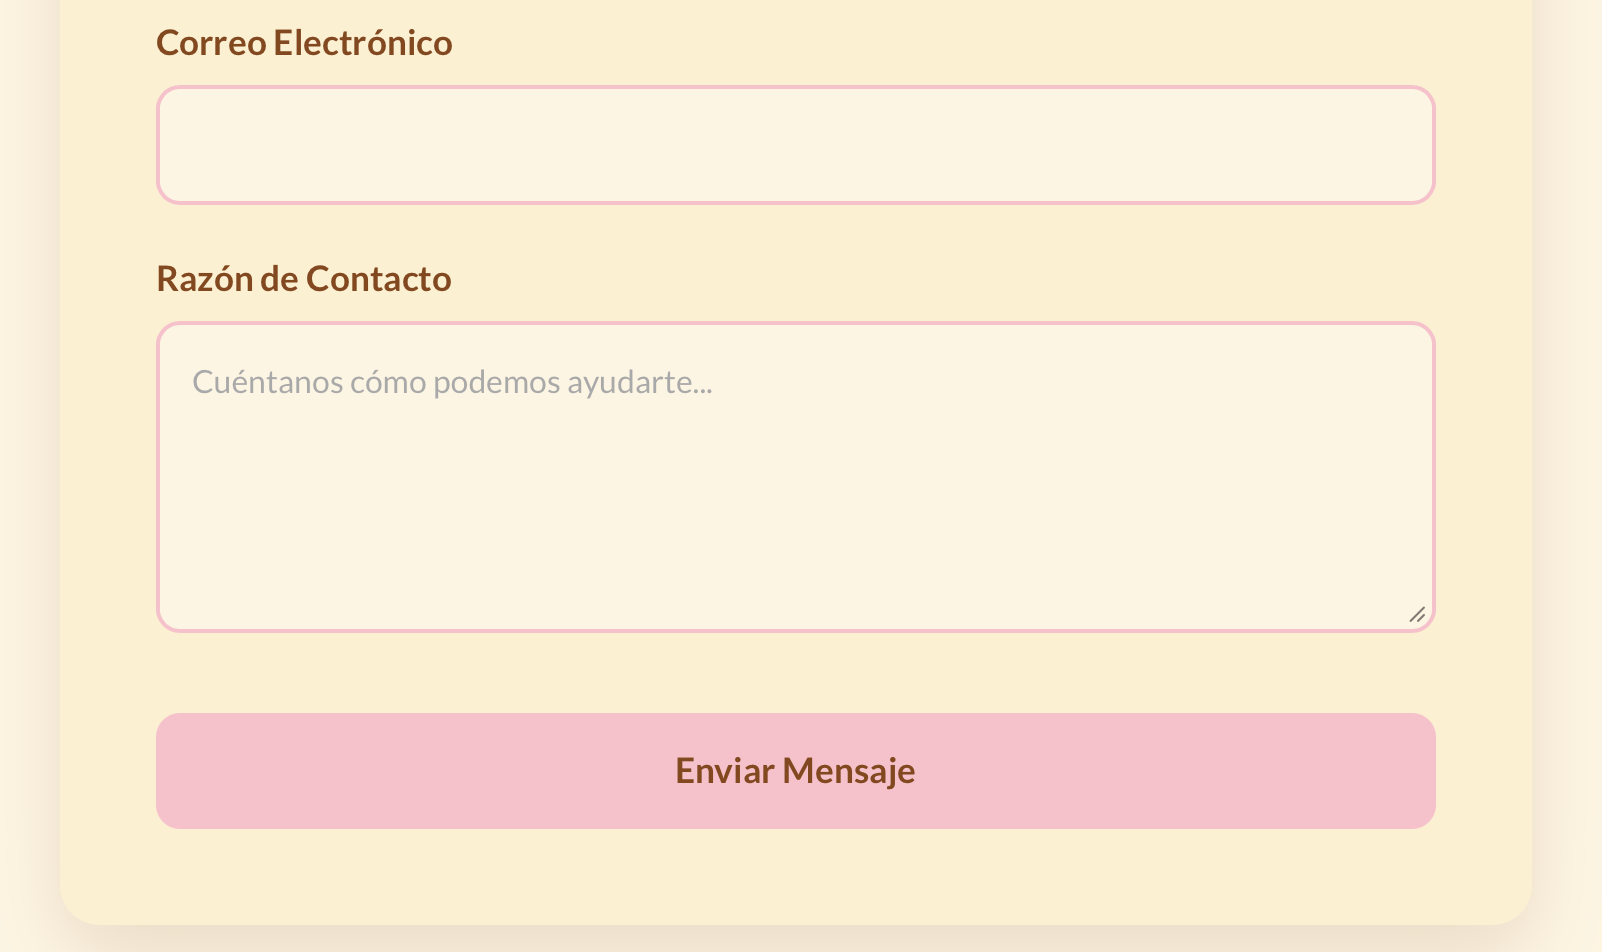 Correo Electrónico
Razón de Contacto
Cuéntanos cómo podemos ayudarte...
Enviar Mensaje